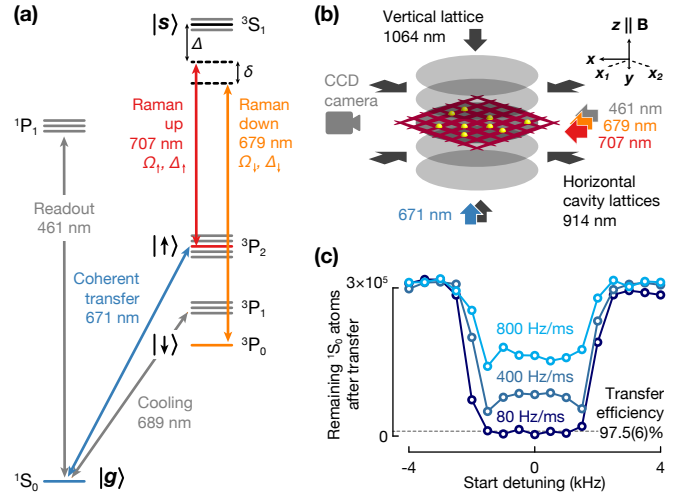 (a)
|s⟩
³S₁
Δ
δ
Raman
up
707 nm
Ω↑, Δ↑
Raman
down
679 nm
Ω↓, Δ↓
¹P₁
Readout
461 nm
|↑⟩
³P₂
Coherent
transfer
671 nm
³P₁
|↓⟩
³P₀
Cooling
689 nm
¹S₀
|g⟩
(b)
Vertical lattice
1064 nm
z || B
x
x₁
y
x₂
CCD
camera
461 nm
679 nm
707 nm
671 nm
Horizontal
cavity lattices
914 nm
(c)
Remaining ¹S₀ atoms
after transfer
3×10⁵
0
800 Hz/ms
400 Hz/ms
80 Hz/ms
Transfer
efficiency
97.5(6)%
-4
-2
0
2
4
Start detuning (kHz)